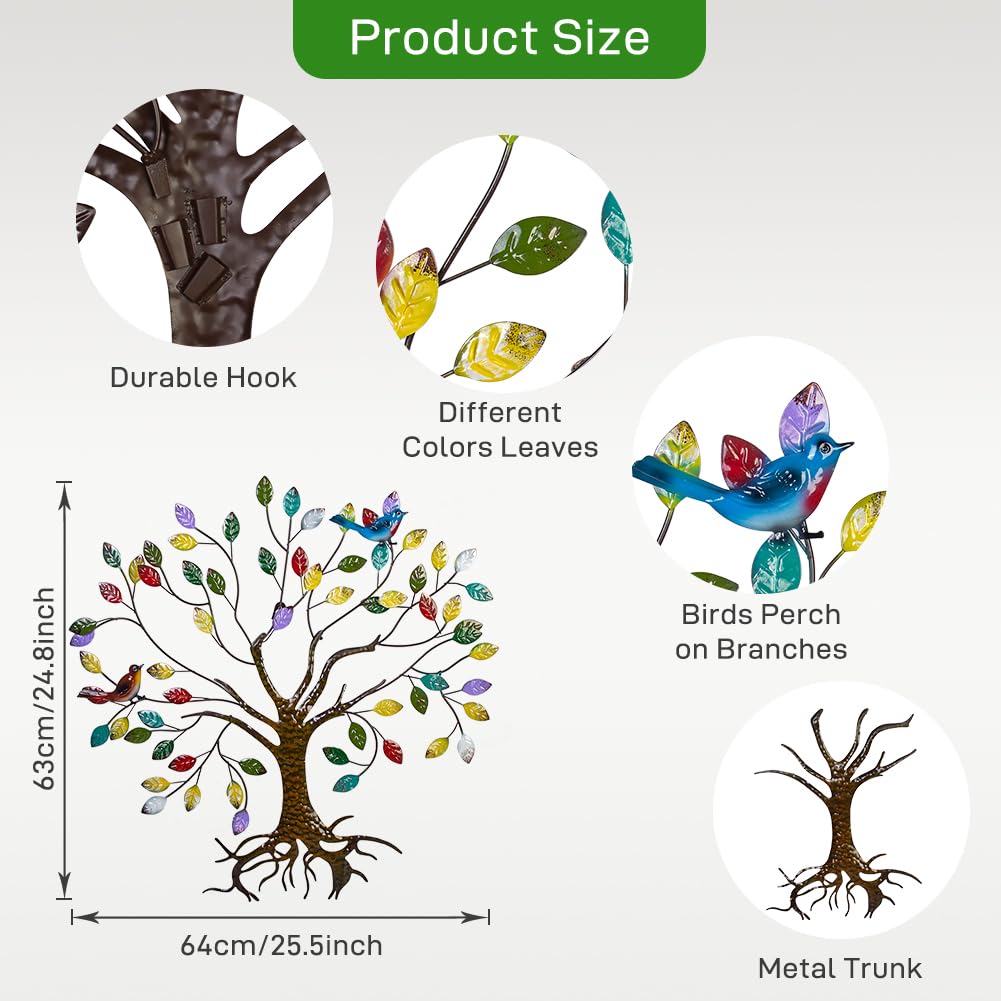 Product Size
Durable Hook
Different
Colors Leaves
Birds Perch
on Branches
63cm/24.8inch
64cm/25.5inch
Metal Trunk